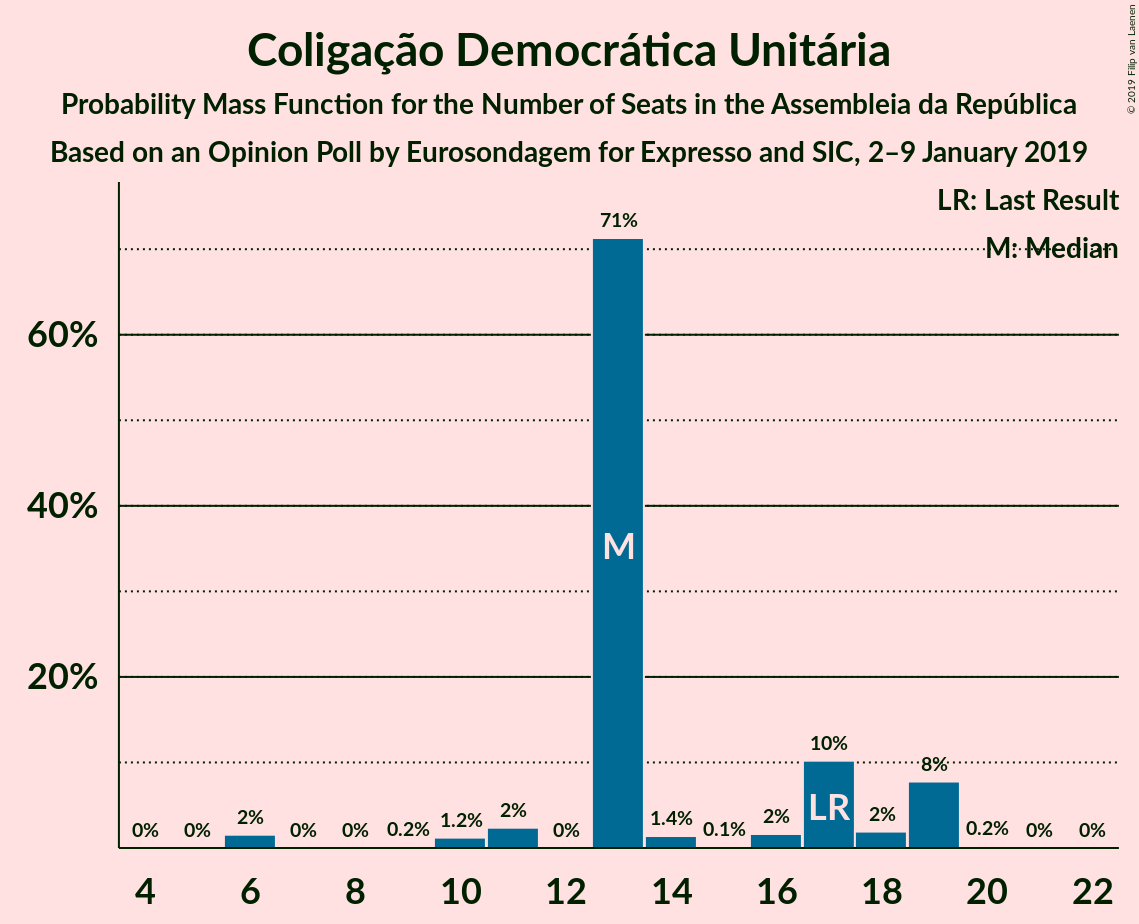 Coligação Democrática Unitária
Probability Mass Function for the Number of Seats in the Assembleia da República
Based on an Opinion Poll by Eurosondagem for Expresso and SIC, 2–9 January 2019
© 2019 Filip van Laenen
LR: Last Result
M: Median
60%
40%
20%
0% 0% 2% 0% 0% 0.2% 1.2% 2% 0% 71% 1.4% 0.1% 2% 10% 2% 8% 0.2% 0% 0%
M
LR
4 6 8 10 12 14 16 18 20 22